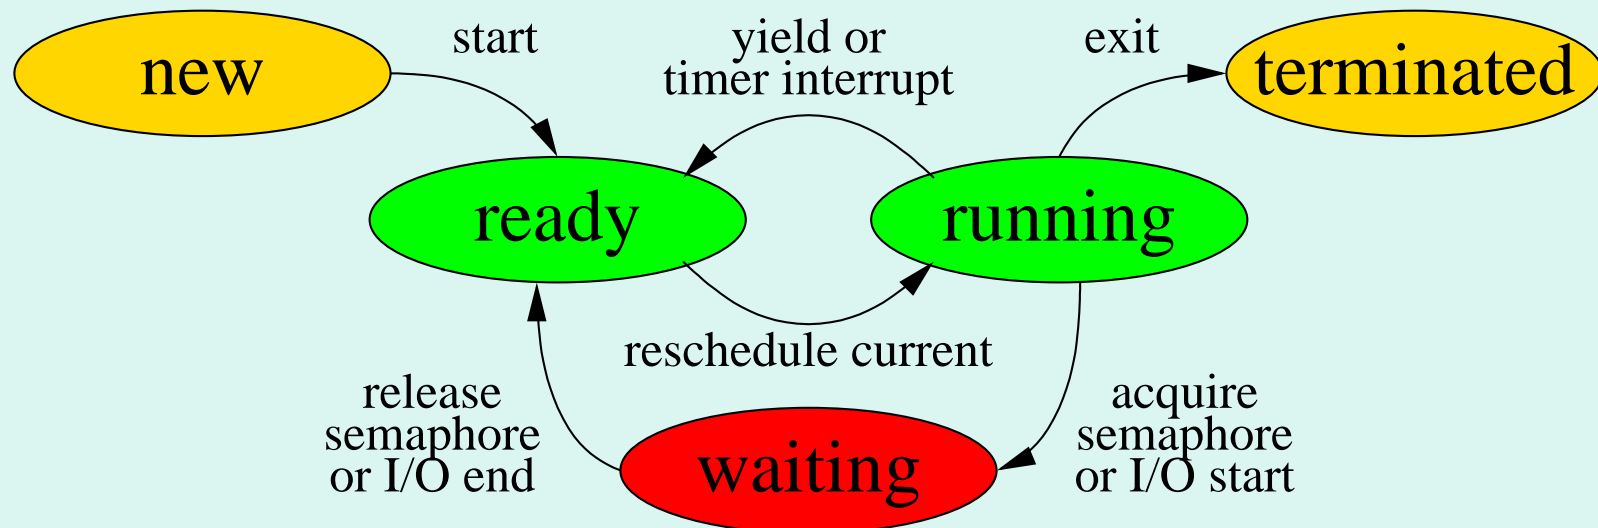 new
start
yield or
timer interrupt
exit
terminated
ready
running
reschedule current
release
semaphore
or I/O end
waiting
acquire
semaphore
or I/O start